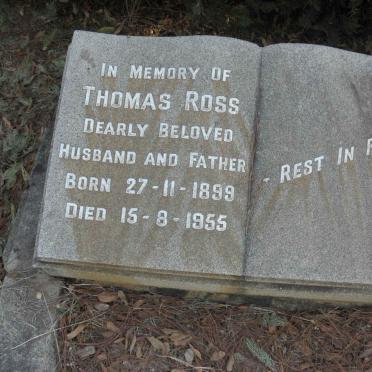 IN MEMORY OF
THOMAS ROSS
DEARLY BELOVED
HUSBAND AND FATHER
BORN 27-11-1899
DIED 15-8-1955
- REST IN